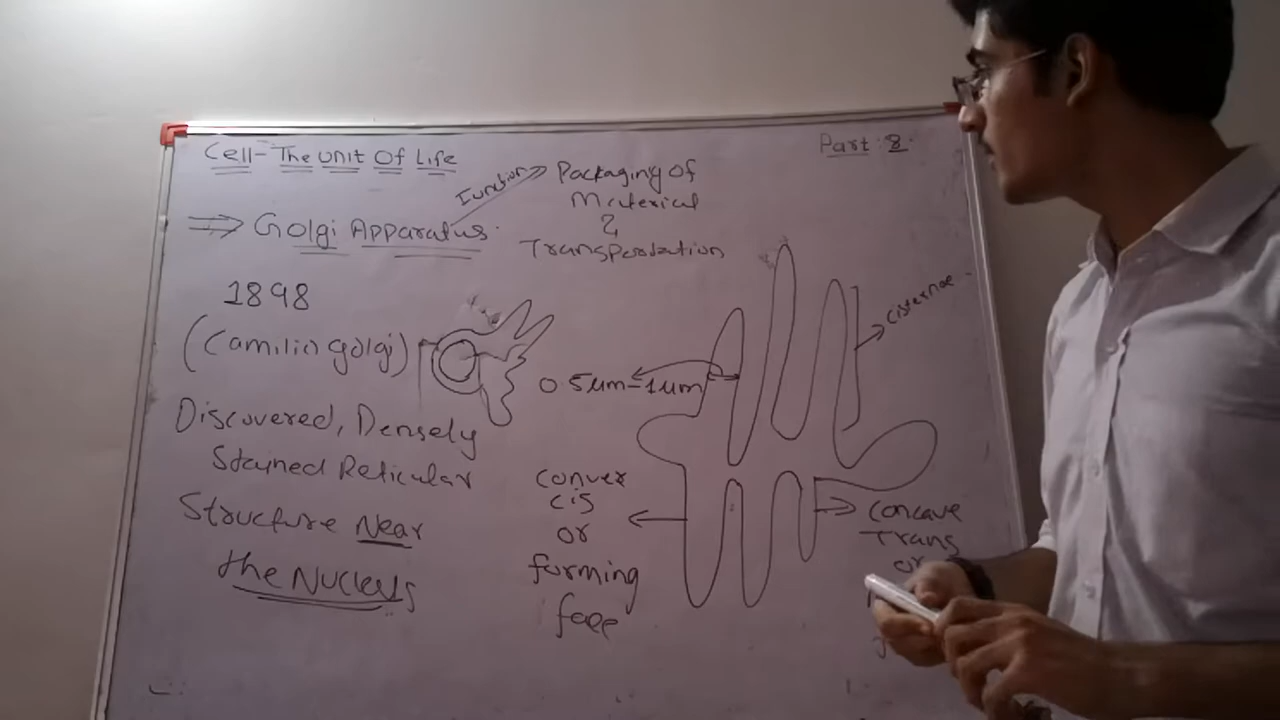 Cell- The Unit Of Life
Part : 8.
Function
Packaging of
Material
&
Transpodation
⇒ Golgi Apparatus.
1898
(Camilio golgi)
Discovered, Densely
Stained Reticular
Structure Near
the Nucleus
0.5um-1um
cisternae
convex
cis
or
forming
face
concave
Trans
or